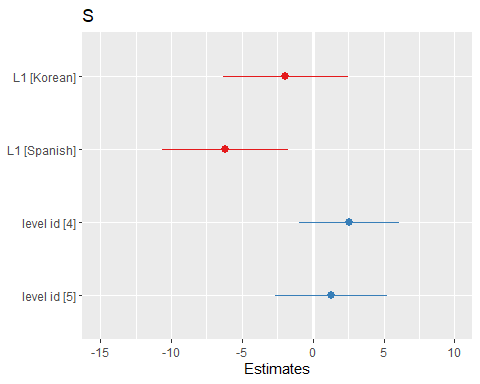 S
L1 [Korean]
L1 [Spanish]
level id [4]
level id [5]
-15 -10 -5 0 5 10
Estimates